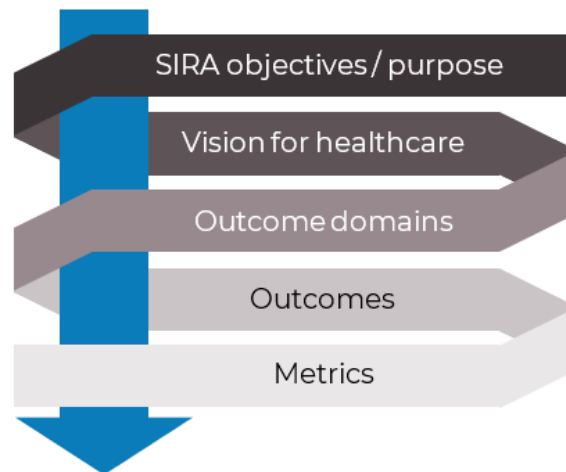 SIRA objectives / purpose
Vision for healthcare
Outcome domains
Outcomes
Metrics